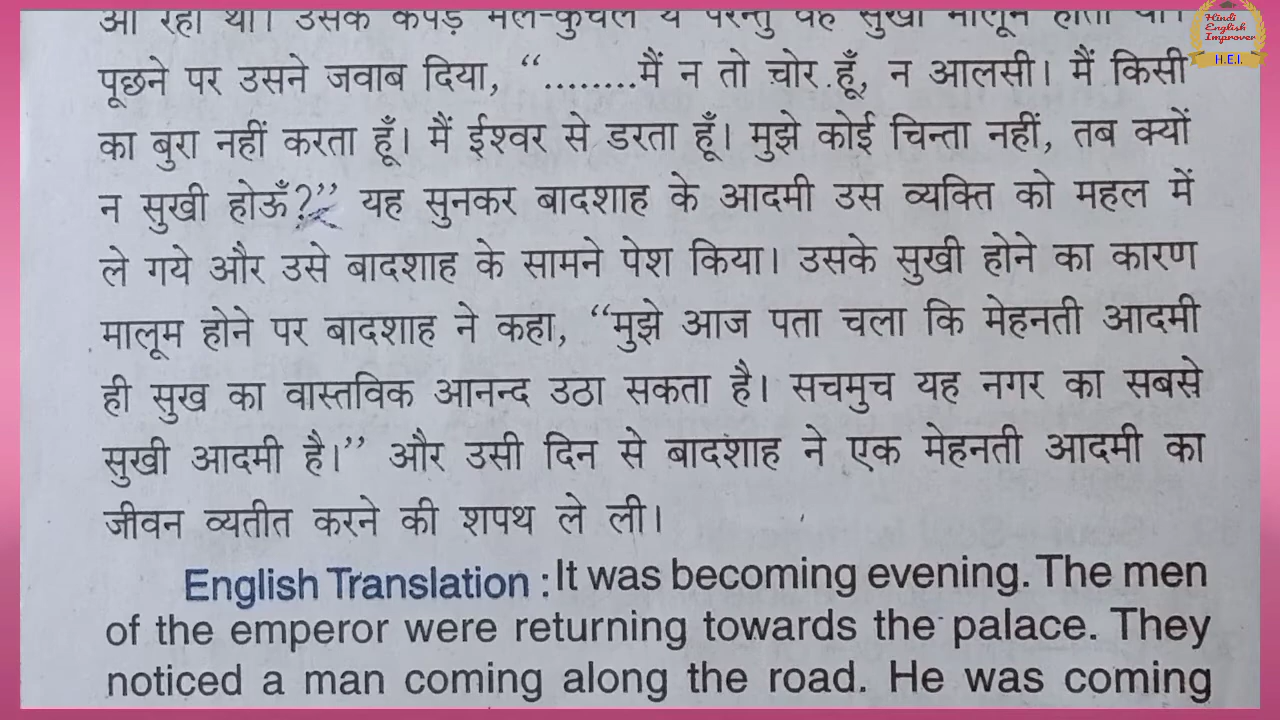 आ रहा था। उसके कपड़े मैले-कुचैले थे परन्तु वह सुखी मालूम होता था।
Hindi
English
Improver
H.E.I.
पूछने पर उसने जवाब दिया, “........मैं न तो चोर हूँ, न आलसी। मैं किसी
का बुरा नहीं करता हूँ। मैं ईश्वर से डरता हूँ। मुझे कोई चिन्ता नहीं, तब क्यों
न सुखी होऊँ?” यह सुनकर बादशाह के आदमी उस व्यक्ति को महल में
ले गये और उसे बादशाह के सामने पेश किया। उसके सुखी होने का कारण
मालूम होने पर बादशाह ने कहा, “मुझे आज पता चला कि मेहनती आदमी
ही सुख का वास्तविक आनन्द उठा सकता है। सचमुच यह नगर का सबसे
सुखी आदमी है।” और उसी दिन से बादशाह ने एक मेहनती आदमी का
जीवन व्यतीत करने की शपथ ले ली।
English Translation : It was becoming evening. The men
of the emperor were returning towards the palace. They
noticed a man coming along the road. He was coming